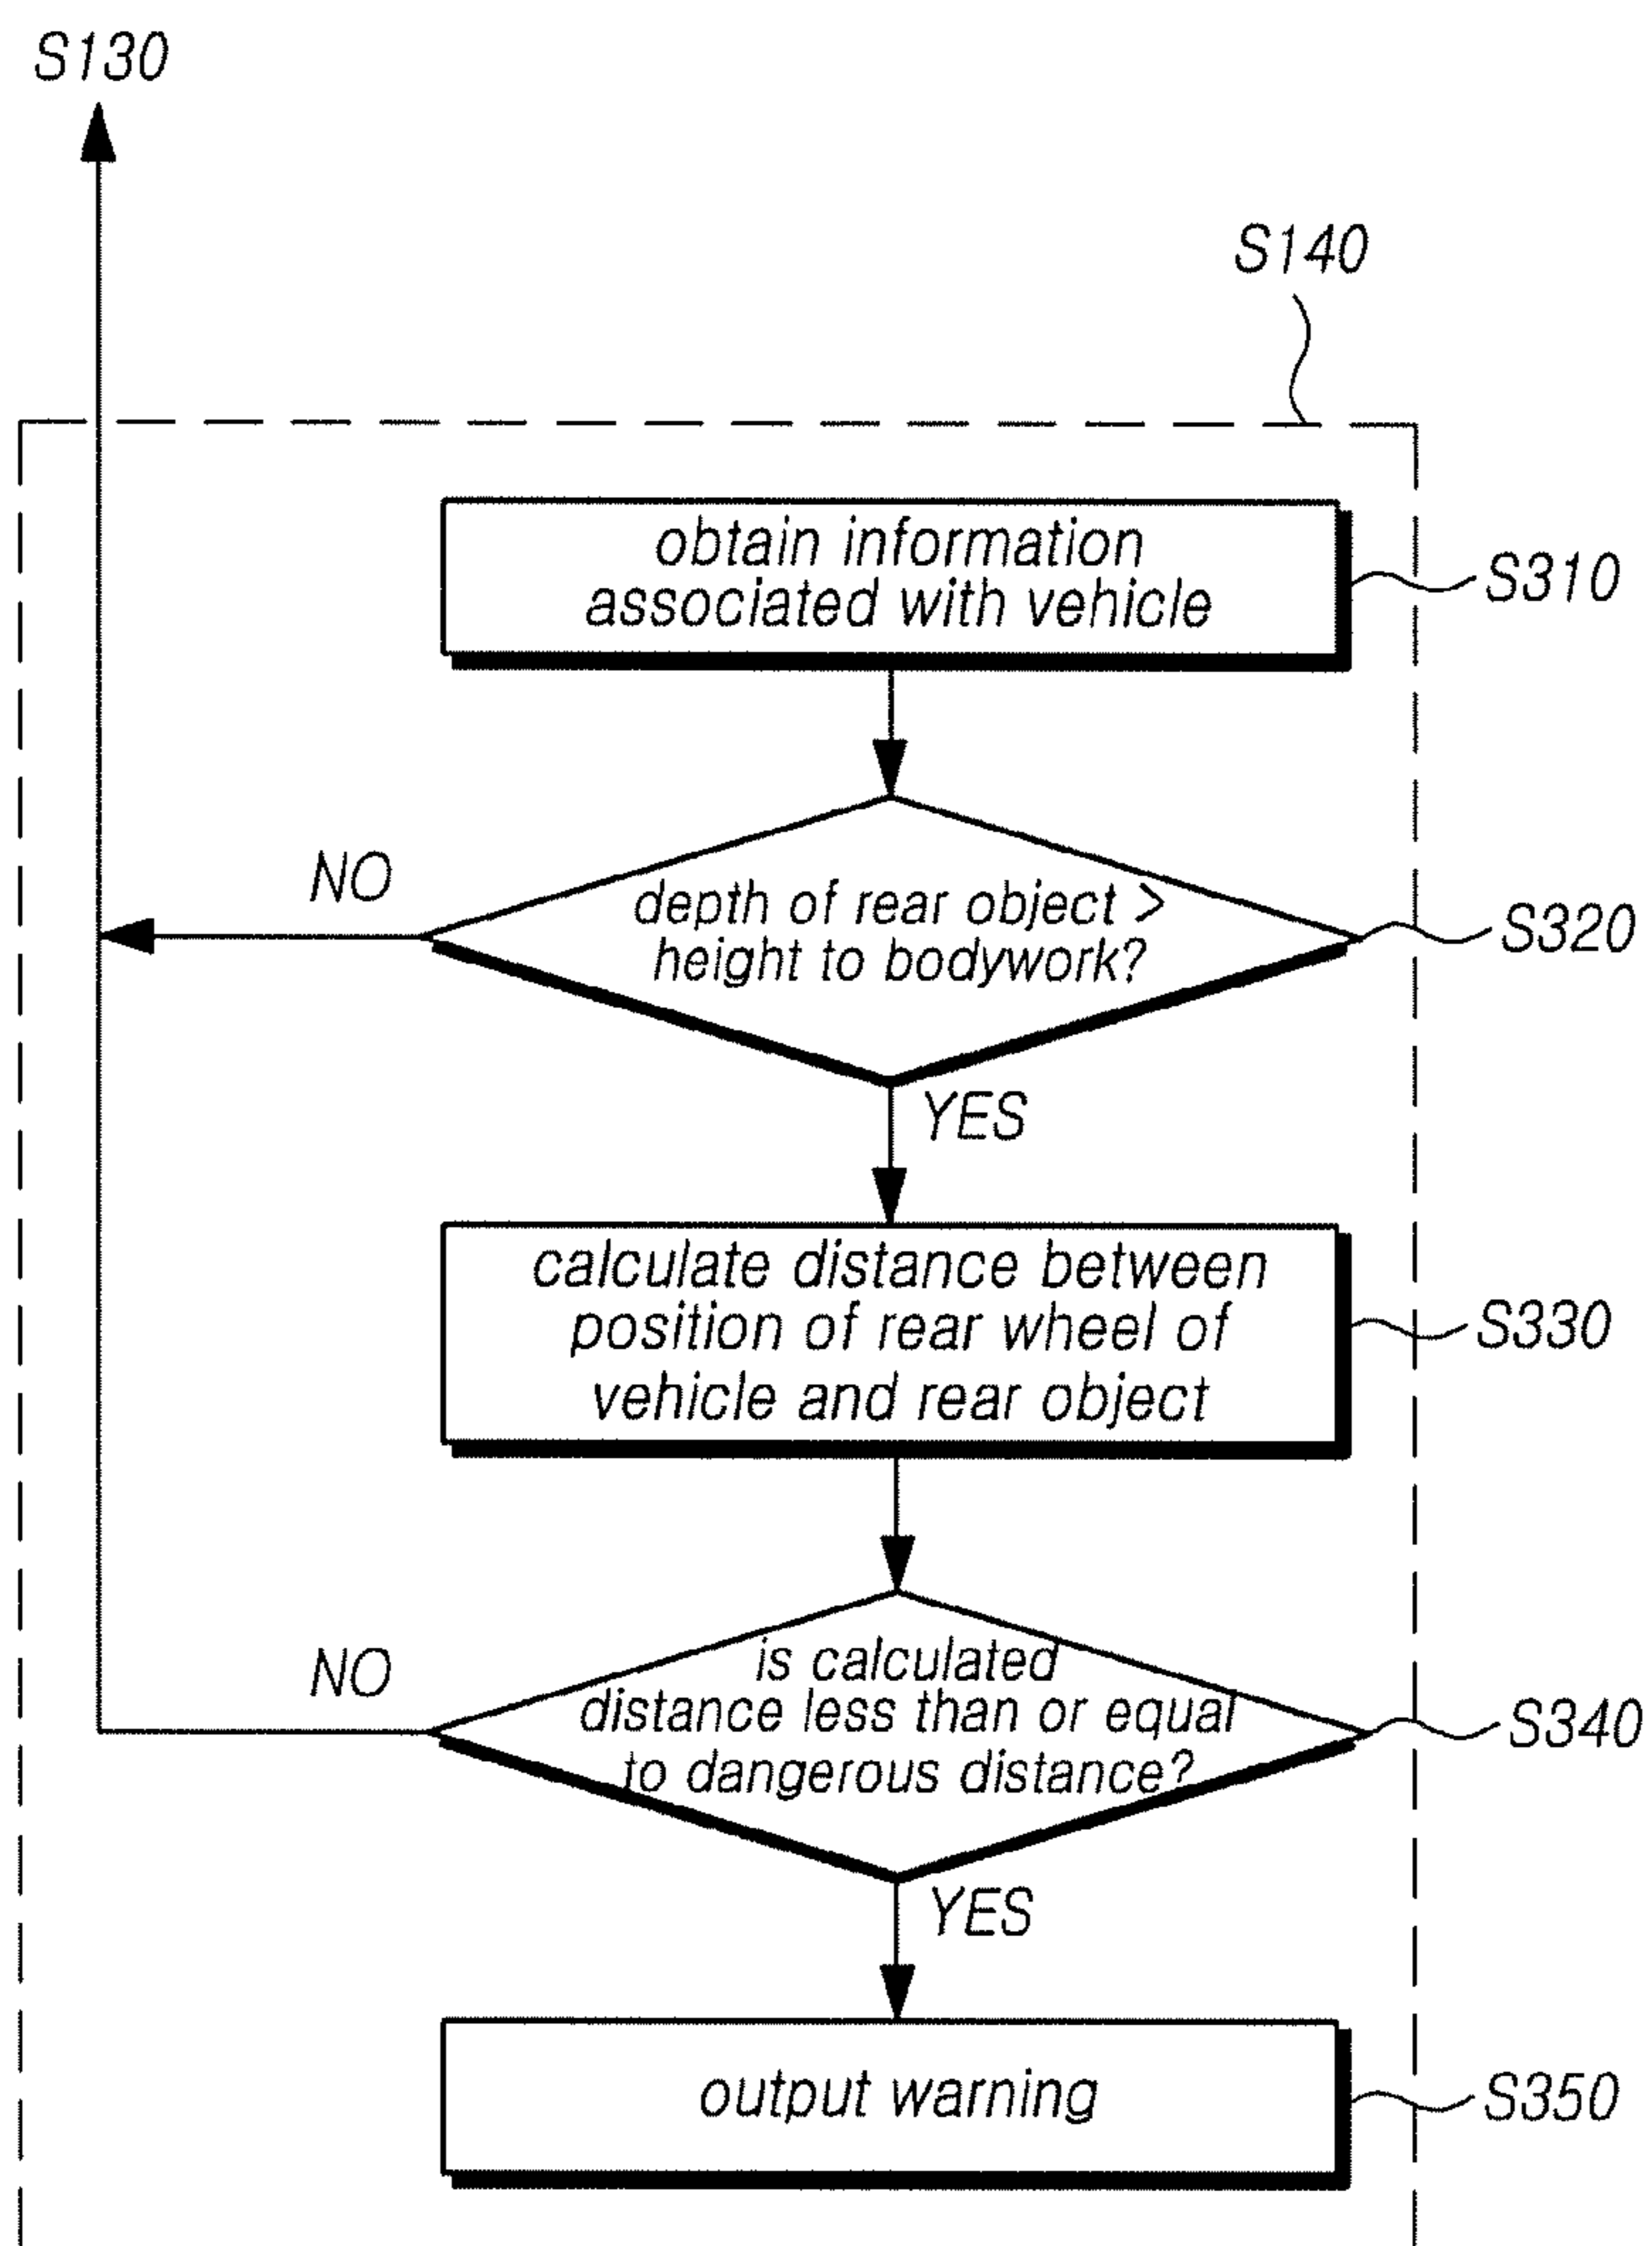 S130
S140
obtain information
associated with vehicle
S310
NO
depth of rear object >
height to bodywork?
S320
YES
calculate distance between
position of rear wheel of
vehicle and rear object
S330
NO
is calculated
distance less than or equal
to dangerous distance?
S340
YES
output warning
S350